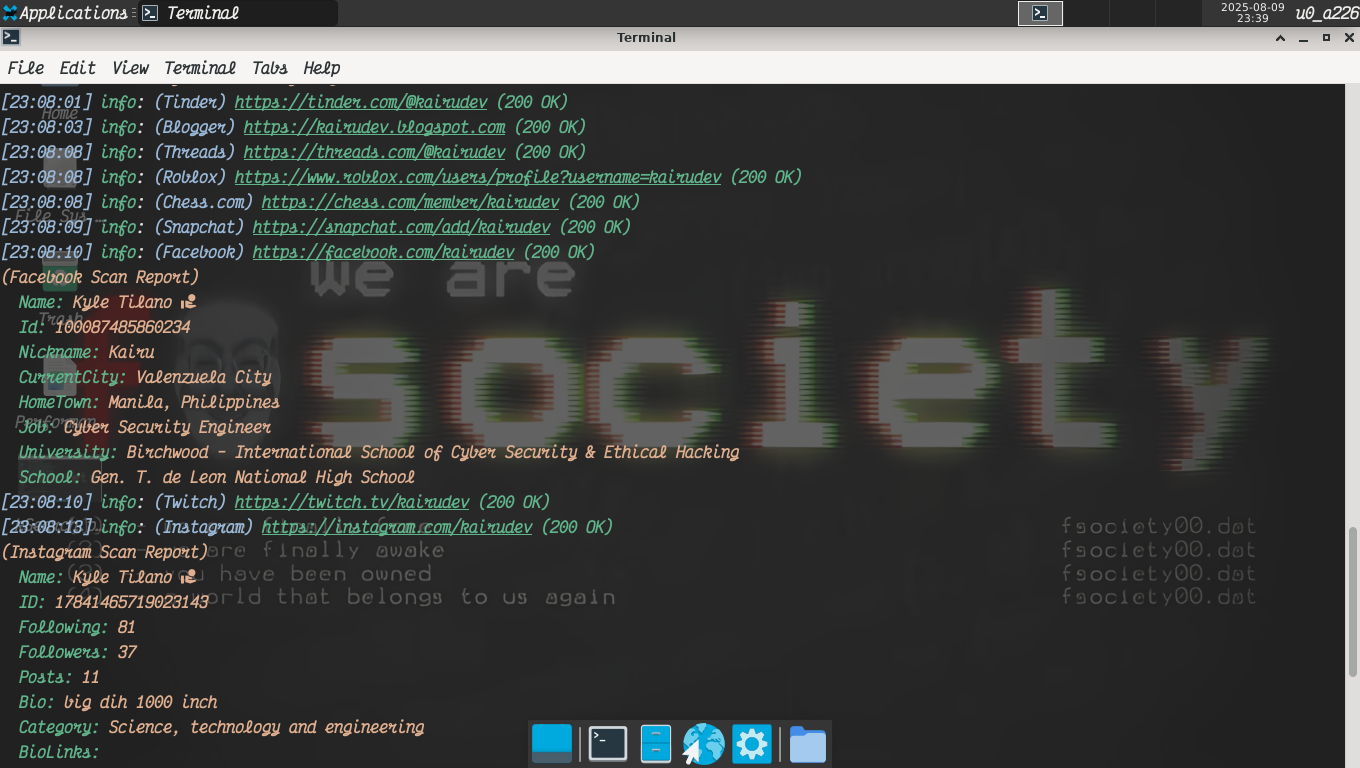 Applications
Terminal
2025-08-09
23:39
u0_a226
Terminal
File Edit View Terminal Tabs Help
[23:08:01] info: (Tinder) https://tinder.com/@kairudev (200 OK)
Home
[23:08:03] info: (Blogger) https://kairudev.blogspot.com (200 OK)
[23:08:08] info: (Threads) https://threads.com/@kairudev (200 OK)
[23:08:08] info: (Roblox) https://www.roblox.com/users/profile?username=kairudev (200 OK)
[23:08:08] info: (Chess.com) https://chess.com/member/kairudev (200 OK)
File Sys...
[23:08:09] info: (Snapchat) https://snapchat.com/add/kairudev (200 OK)
[23:08:10] info: (Facebook) https://facebook.com/kairudev (200 OK)
we are
society
(Facebook Scan Report)
Name: Kyle Tilano
Trash
Id: 100087485860234
Nickname: Kairu
CurrentCity: Valenzuela City
HomeTown: Manila, Philippines
Job: Cyber Security Engineer
University: Birchwood - International School of Cyber Security & Ethical Hacking
School: Gen. T. de Leon National High School
[23:08:10] info: (Twitch) https://twitch.tv/kairudev (200 OK)
[23:08:13] info: (Instagram) https://instagram.com/kairudev (200 OK)
fsociety00.dat
(Instagram Scan Report)
are finally awake
fsociety00.dat
Name: Kyle Tilano
you have been owned
fsociety00.dat
ID: 17841465719023143
world that belongs to us again
fsociety00.dat
Following: 81
Followers: 37
Posts: 11
Bio: big dih 1000 inch
Category: Science, technology and engineering
BioLinks: